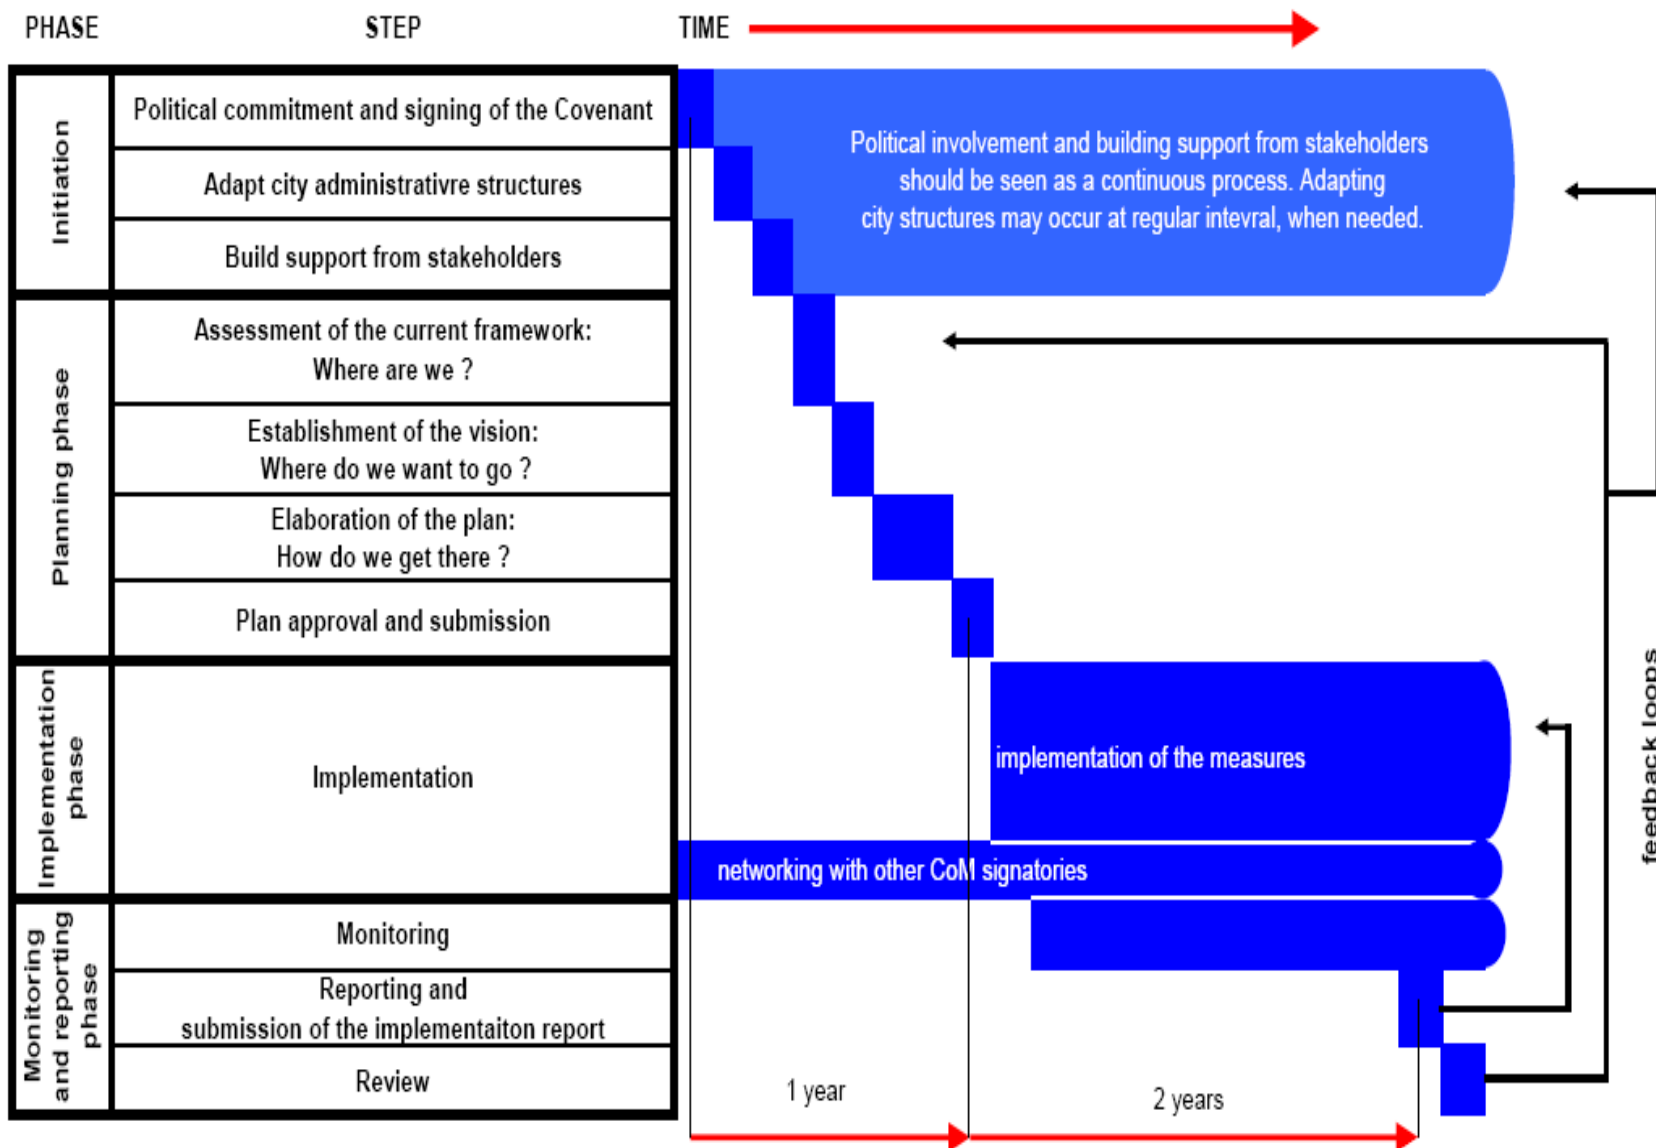 PHASE
STEP
TIME
Initiation
Political commitment and signing of the Covenant
Adapt city administrativre structures
Build support from stakeholders
Political involvement and building support from stakeholders
should be seen as a continuous process. Adapting
city structures may occur at regular intevral, when needed.
Planning phase
Assessment of the current framework:
Where are we ?
Establishment of the vision:
Where do we want to go ?
Elaboration of the plan:
How do we get there ?
Plan approval and submission
Implementation
phase
Implementation
implementation of the measures
networking with other CoM signatories
Monitoring
and reporting
phase
Monitoring
Reporting and
submission of the implementaiton report
Review
1 year
2 years
feedback loops